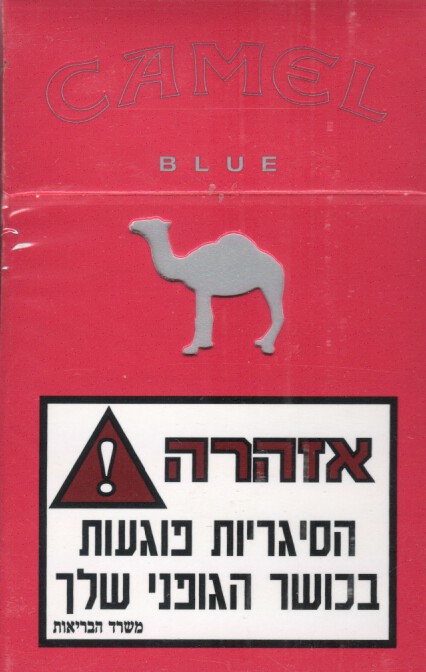 CAMEL
BLUE
אזהרה
הסיגריות פוגעות
בכושר הגופני שלך
משרד הבריאות